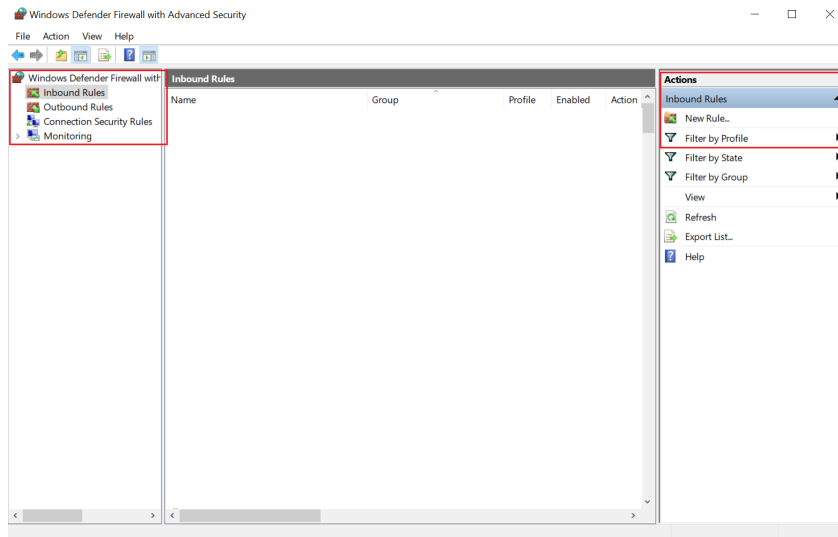 Windows Defender Firewall with Advanced Security
File Action View Help
Windows Defender Firewall with
Inbound Rules
Outbound Rules
Connection Security Rules
Monitoring
Inbound Rules
Name Group Profile Enabled Action
Actions
Inbound Rules
New Rule...
Filter by Profile
Filter by State
Filter by Group
View
Refresh
Export List...
Help